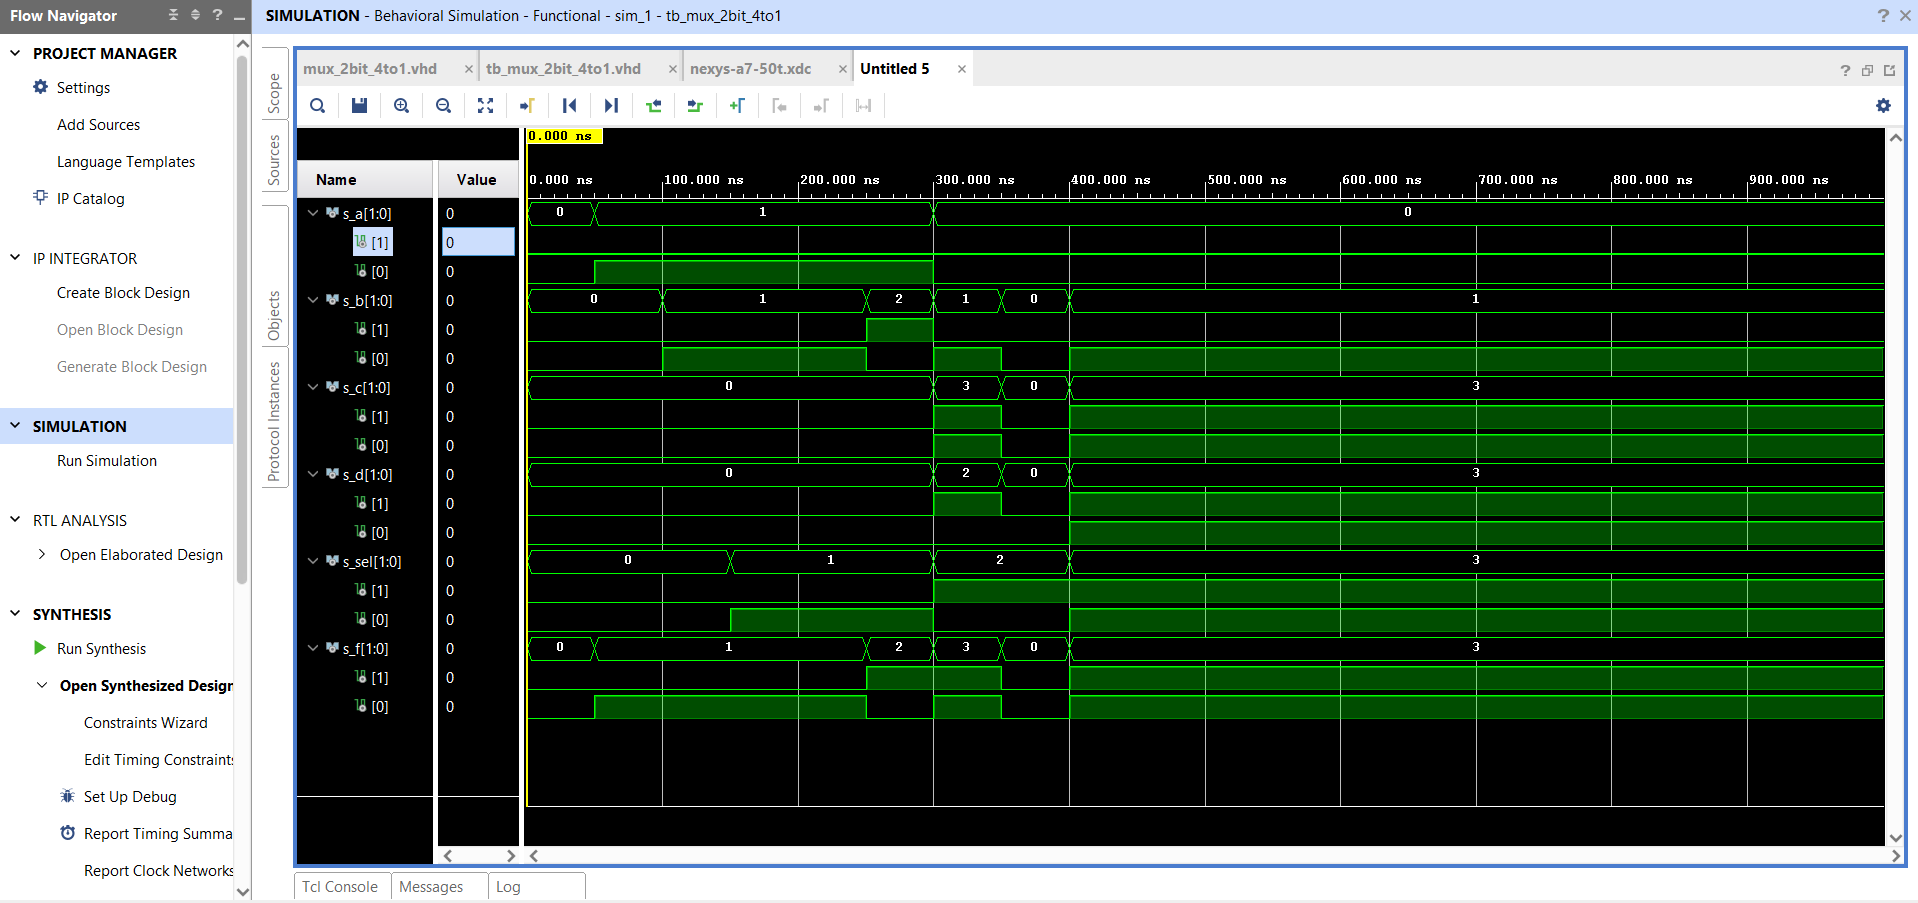 Flow Navigator
PROJECT MANAGER
Settings
Add Sources
Language Templates
IP Catalog
IP INTEGRATOR
Create Block Design
Open Block Design
Generate Block Design
SIMULATION
Run Simulation
RTL ANALYSIS
Open Elaborated Design
SYNTHESIS
Run Synthesis
Open Synthesized Design
Constraints Wizard
Edit Timing Constraints
Set Up Debug
Report Timing Summa
Report Clock Networks
SIMULATION - Behavioral Simulation - Functional - sim_1 - tb_mux_2bit_4to1
Scope
Sources
Objects
Protocol Instances
mux_2bit_4to1.vhd
tb_mux_2bit_4to1.vhd
nexys-a7-50t.xdc
Untitled 5
0.000 ns
Name Value
0.000 ns 100.000 ns 200.000 ns 300.000 ns 400.000 ns 500.000 ns 600.000 ns 700.000 ns 800.000 ns 900.000 ns
s_a[1:0] 0 0 1 0
[1] 0
[0] 0
s_b[1:0] 0 0 1 2 1 0 1
[1] 0
[0] 0
s_c[1:0] 0 0 3 0 3
[1] 0
[0] 0
s_d[1:0] 0 0 2 0 3
[1] 0
[0] 0
s_sel[1:0] 0 0 1 2 3
[1] 0
[0] 0
s_f[1:0] 0 0 1 2 3 0 3
[1] 0
[0] 0
Tcl Console
Messages
Log